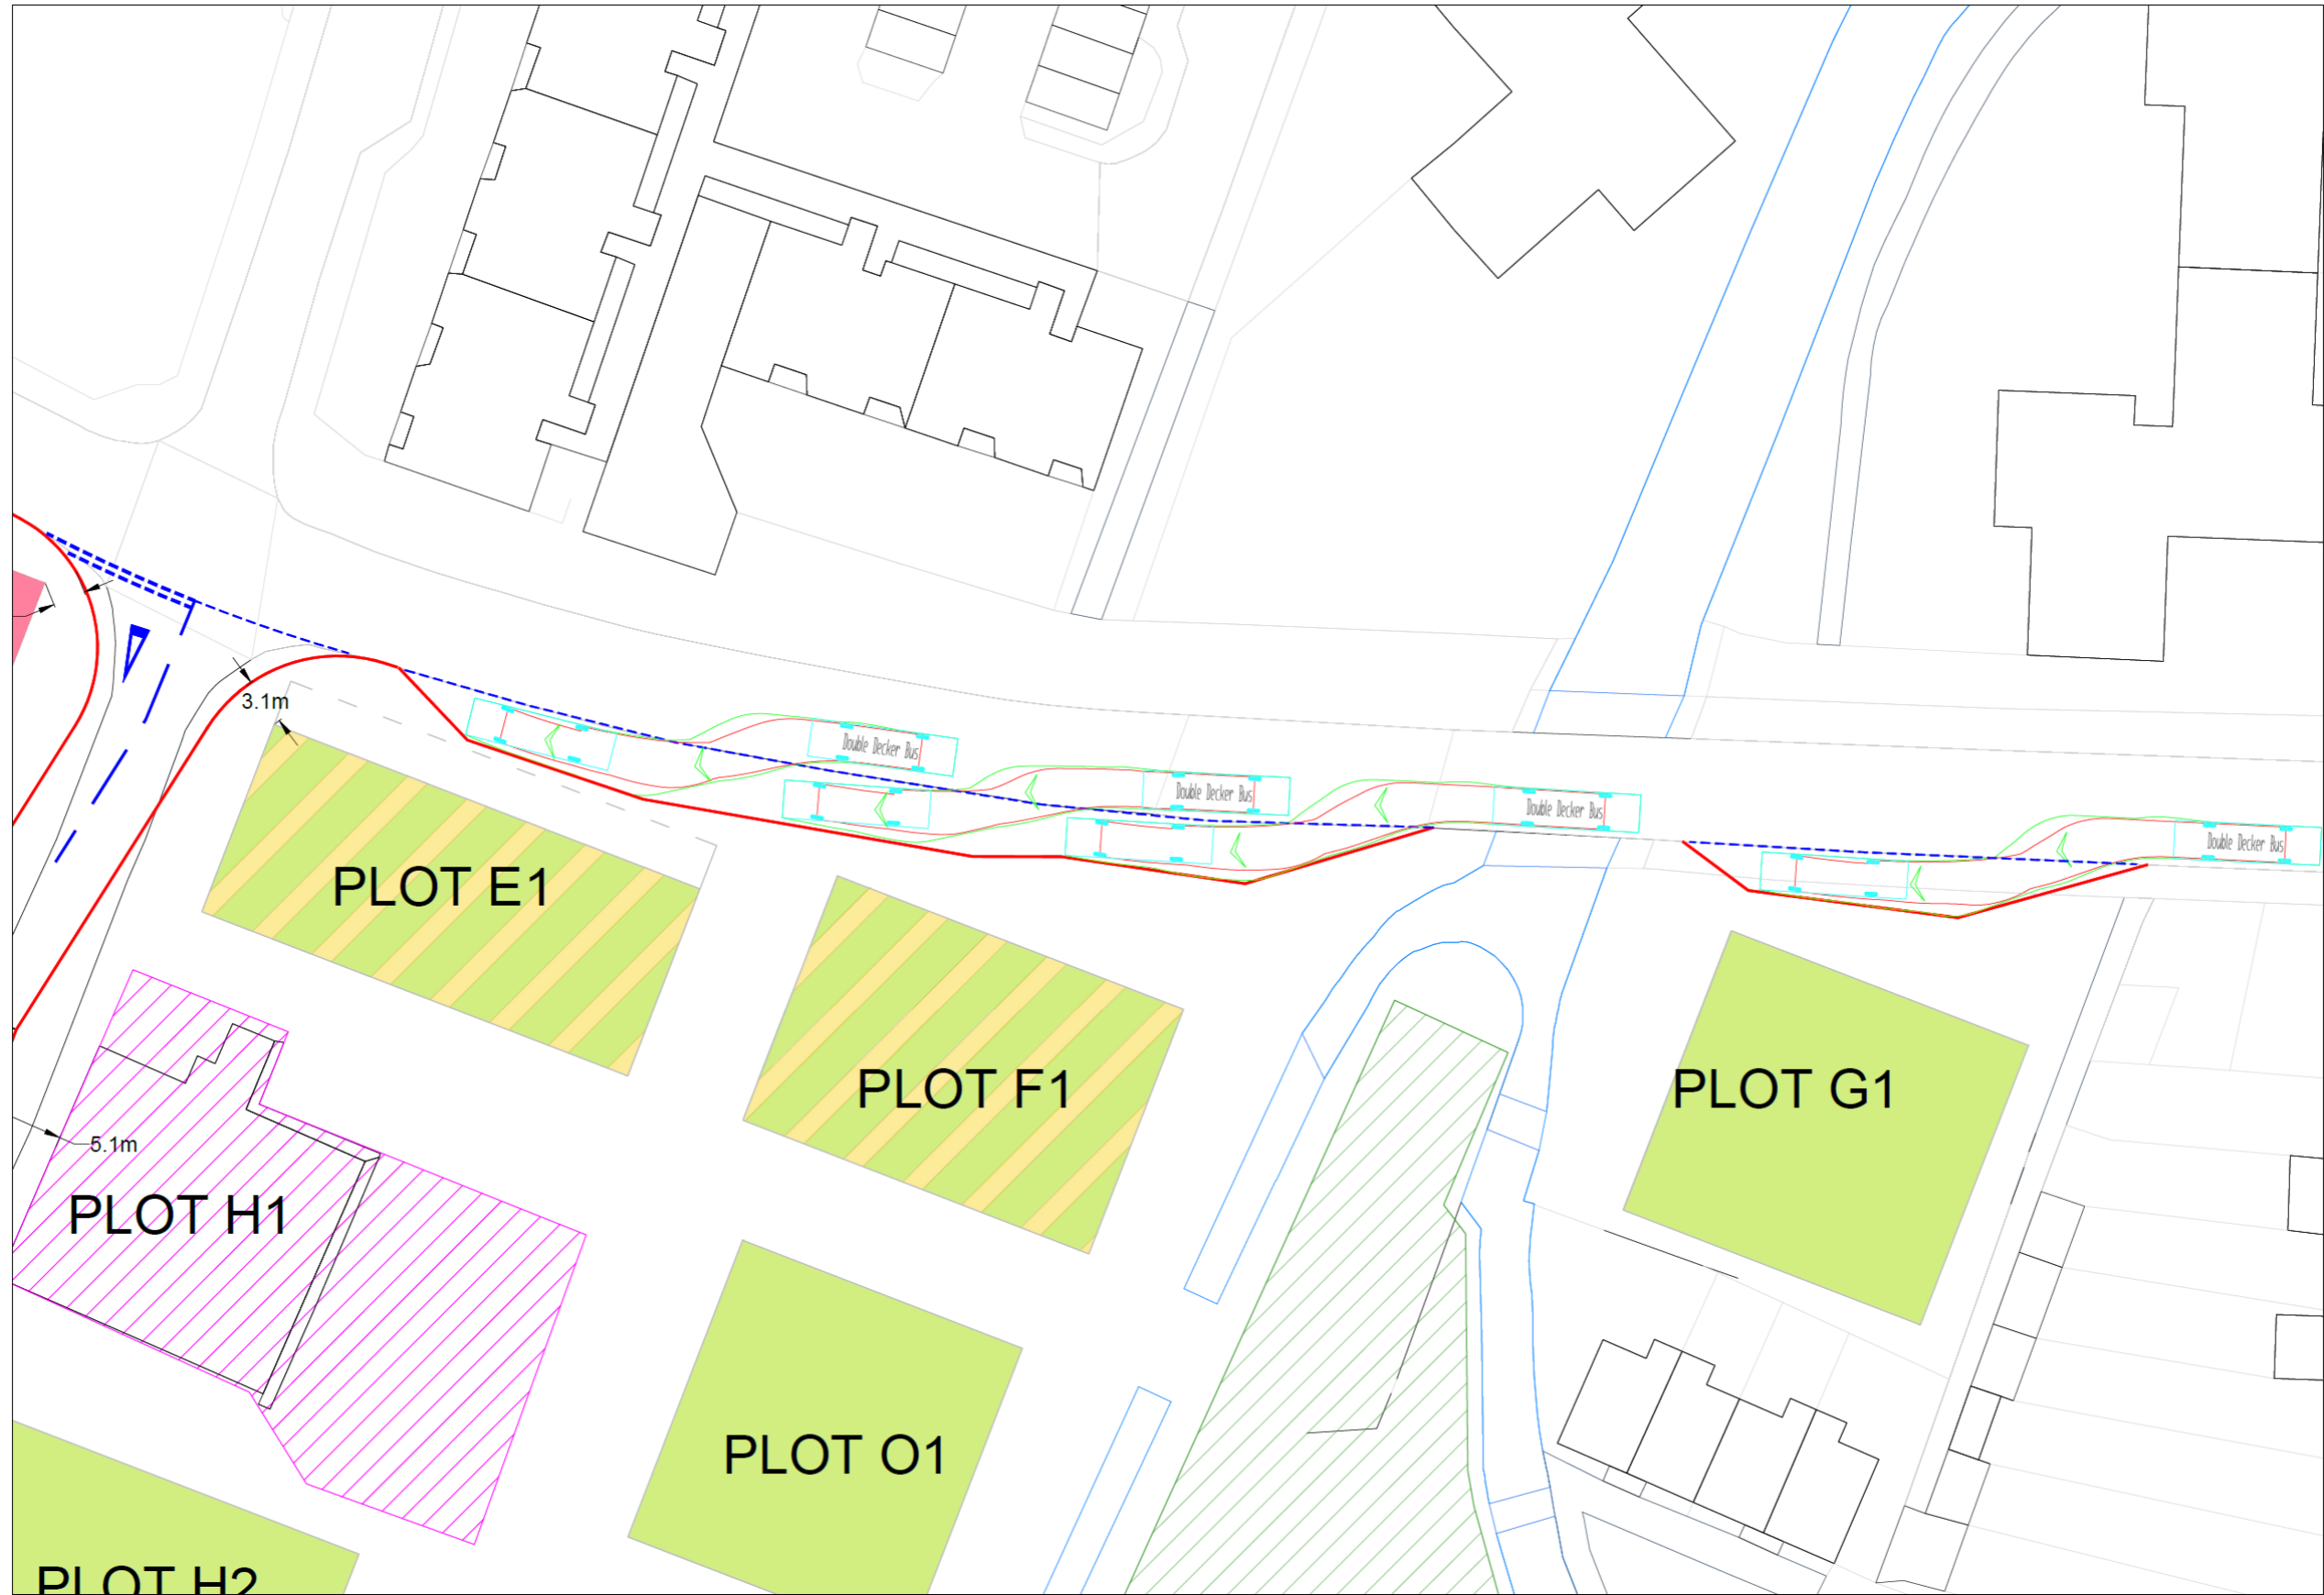 3.1m
Double Decker Bus
Double Decker Bus
Double Decker Bus
Double Decker Bus
PLOT E1
PLOT F1
PLOT G1
5.1m
PLOT H1
PLOT O1
PLOT H2